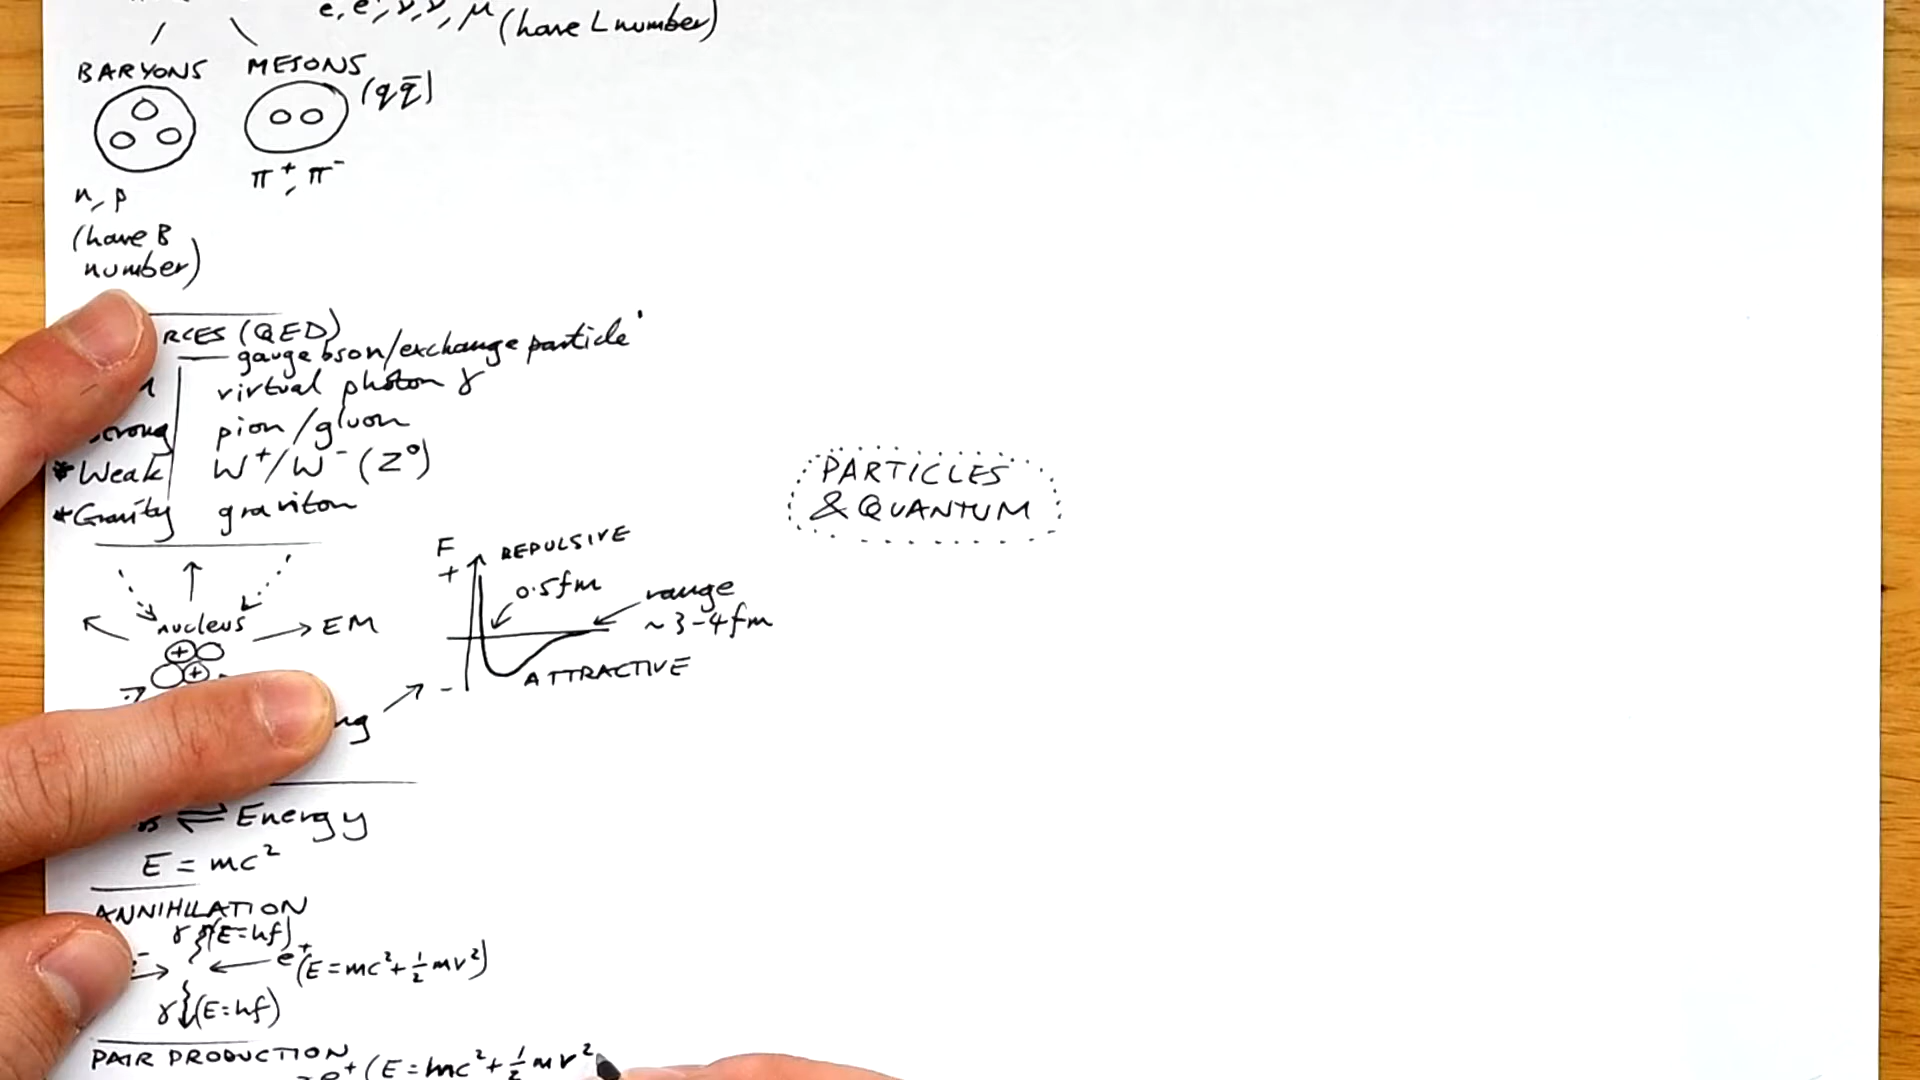 e, e⁺, ν, ν̄, μ (have L number)
BARYONS MESONS
(qq̄)
π⁺, π⁻
n, p
(have B
number)
RCES (QED)
gauge bson/exchange particle
virtual photon γ
pion/gluon
*Weak W⁺/W⁻ (Z⁰)
*Gravity graviton
PARTICLES
& QUANTUM
F REPULSIVE
+ 0.5fm range
~3-4fm
nucleus EM
+
+
ATTRACTIVE
-
ng
⇌ Energy
E = mc²
ANNIHILATION
γ (E=hf)
e⁺ (E=mc²+½mv²)
γ (E=hf)
PAIR PRODUCTION
e⁺ (E=mc²+½mv²